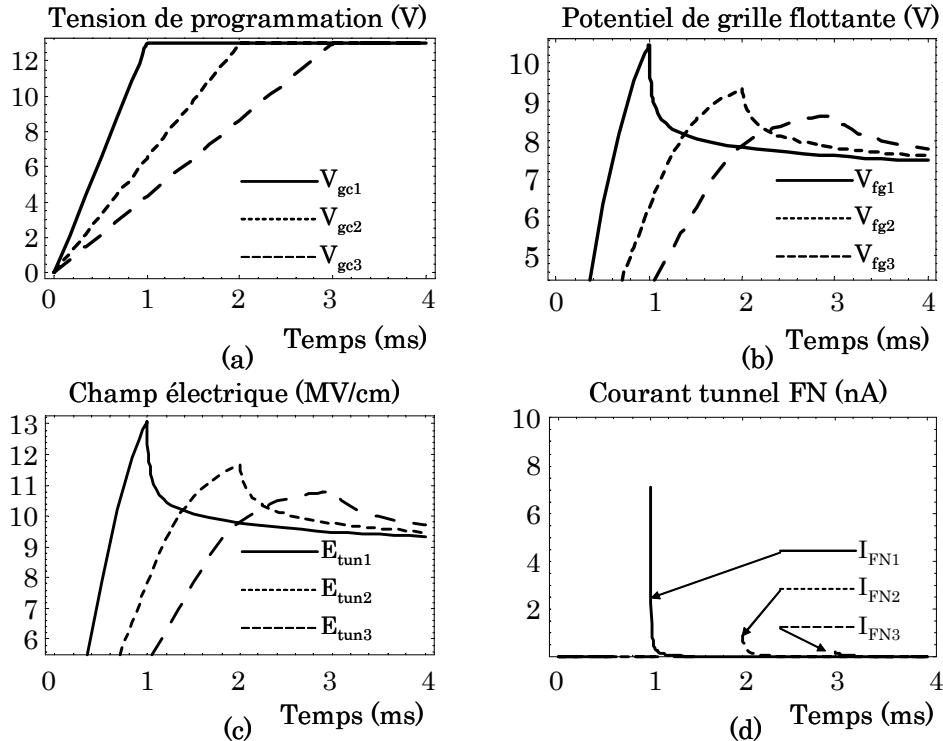 Tension de programmation (V)
12
10
8
6
4
2
0
V_gc1
V_gc2
V_gc3
0 1 2 3 4
Temps (ms)
(a)
Potentiel de grille flottante (V)
10
9
8
7
6
5
V_fg1
V_fg2
V_fg3
0 1 2 3 4
Temps (ms)
(b)
Champ électrique (MV/cm)
13
12
11
10
9
8
7
6
E_tun1
E_tun2
E_tun3
0 1 2 3 4
Temps (ms)
(c)
Courant tunnel FN (nA)
10
8
6
4
2
I_FN1
I_FN2
I_FN3
0 1 2 3 4
Temps (ms)
(d)